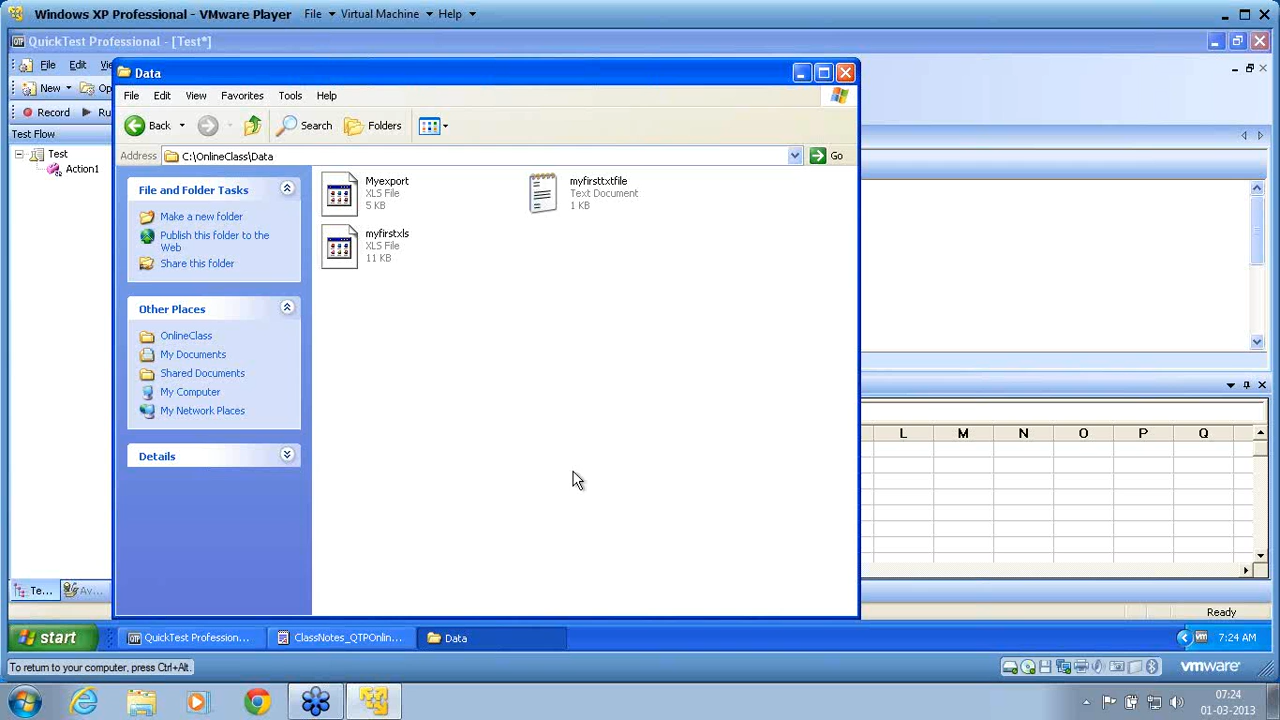 Windows XP Professional - VMware Player File Virtual Machine Help
QuickTest Professional - [Test*]
File Edit
New
Record
Test Flow
Test
Action1
Data
File Edit View Favorites Tools Help
Back Search Folders
Address C:\OnlineClass\Data Go
File and Folder Tasks
Make a new folder
Publish this folder to the
Web
Share this folder
Other Places
OnlineClass
My Documents
Shared Documents
My Computer
My Network Places
Details
Myexport
XLS File
5 KB
myfirstxls
XLS File
11 KB
myfirsttxtfile
Text Document
1 KB
L M N O P Q
Te... Av...
Ready
start QuickTest Profession... ClassNotes_QTPOnlin... Data 7:24 AM
To return to your computer, press Ctrl+Alt. vmware
07:24
01-03-2013